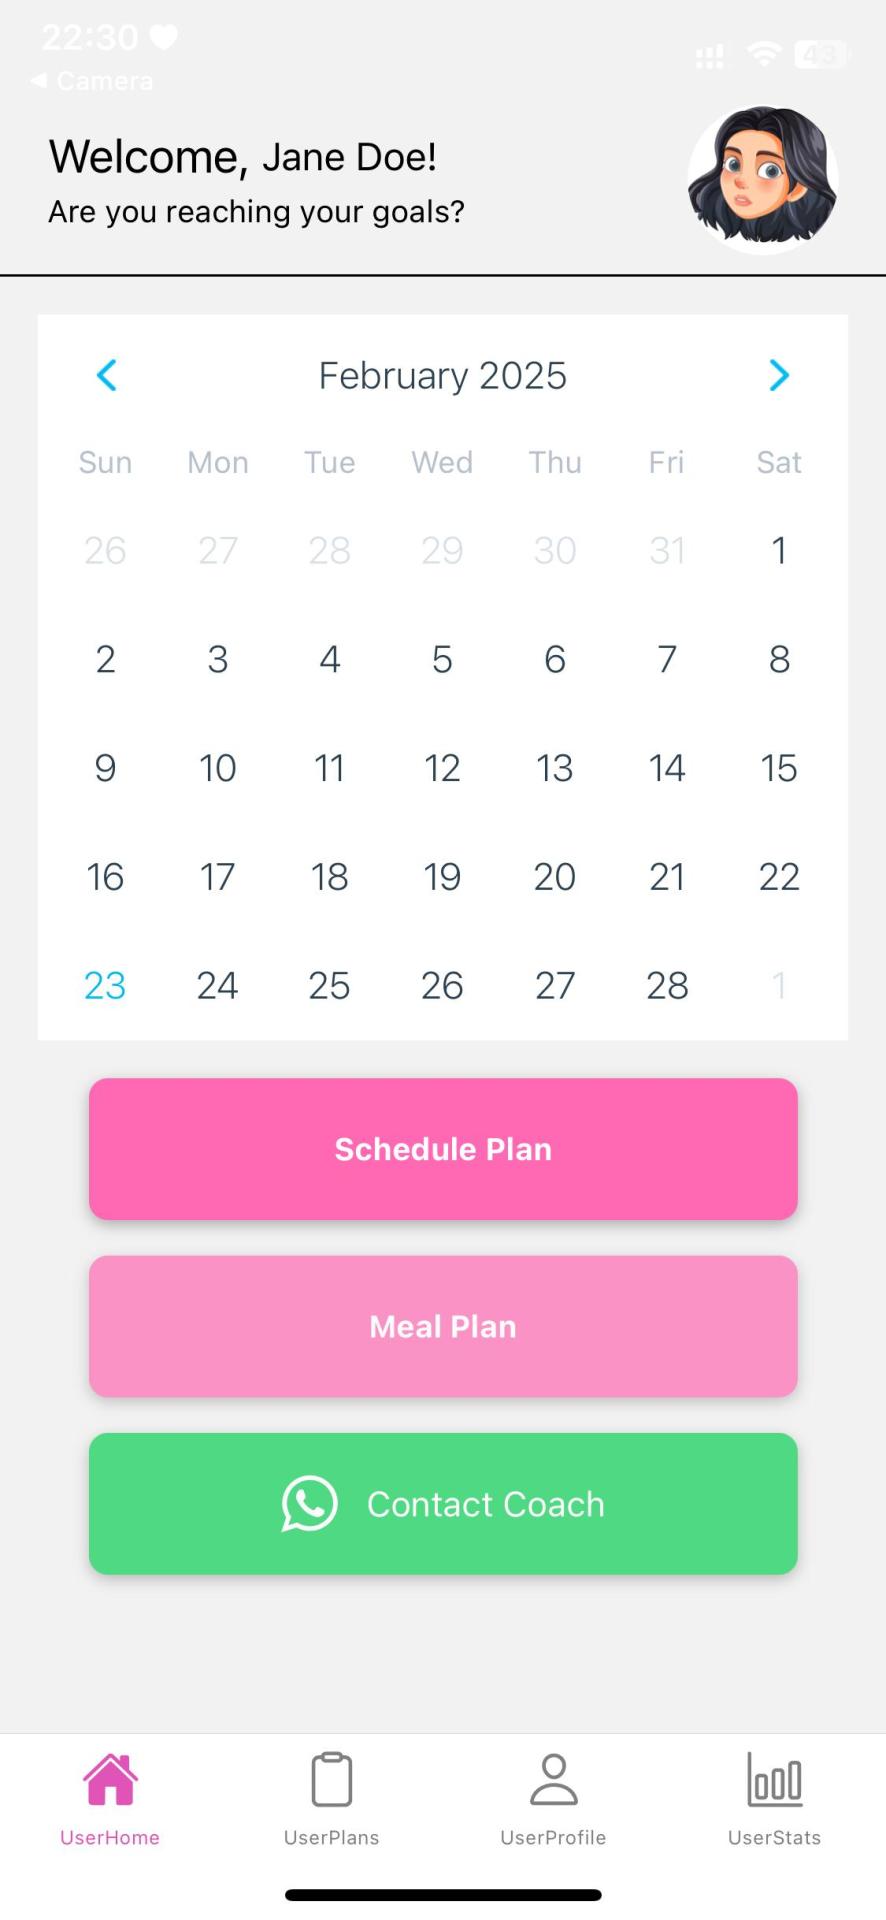 22:30
43
◀ Camera
Welcome, Jane Doe!
Are you reaching your goals?
February 2025
Sun Mon Tue Wed Thu Fri Sat
26 27 28 29 30 31 1
2 3 4 5 6 7 8
9 10 11 12 13 14 15
16 17 18 19 20 21 22
23 24 25 26 27 28 1
Schedule Plan
Meal Plan
Contact Coach
UserHome UserPlans UserProfile UserStats